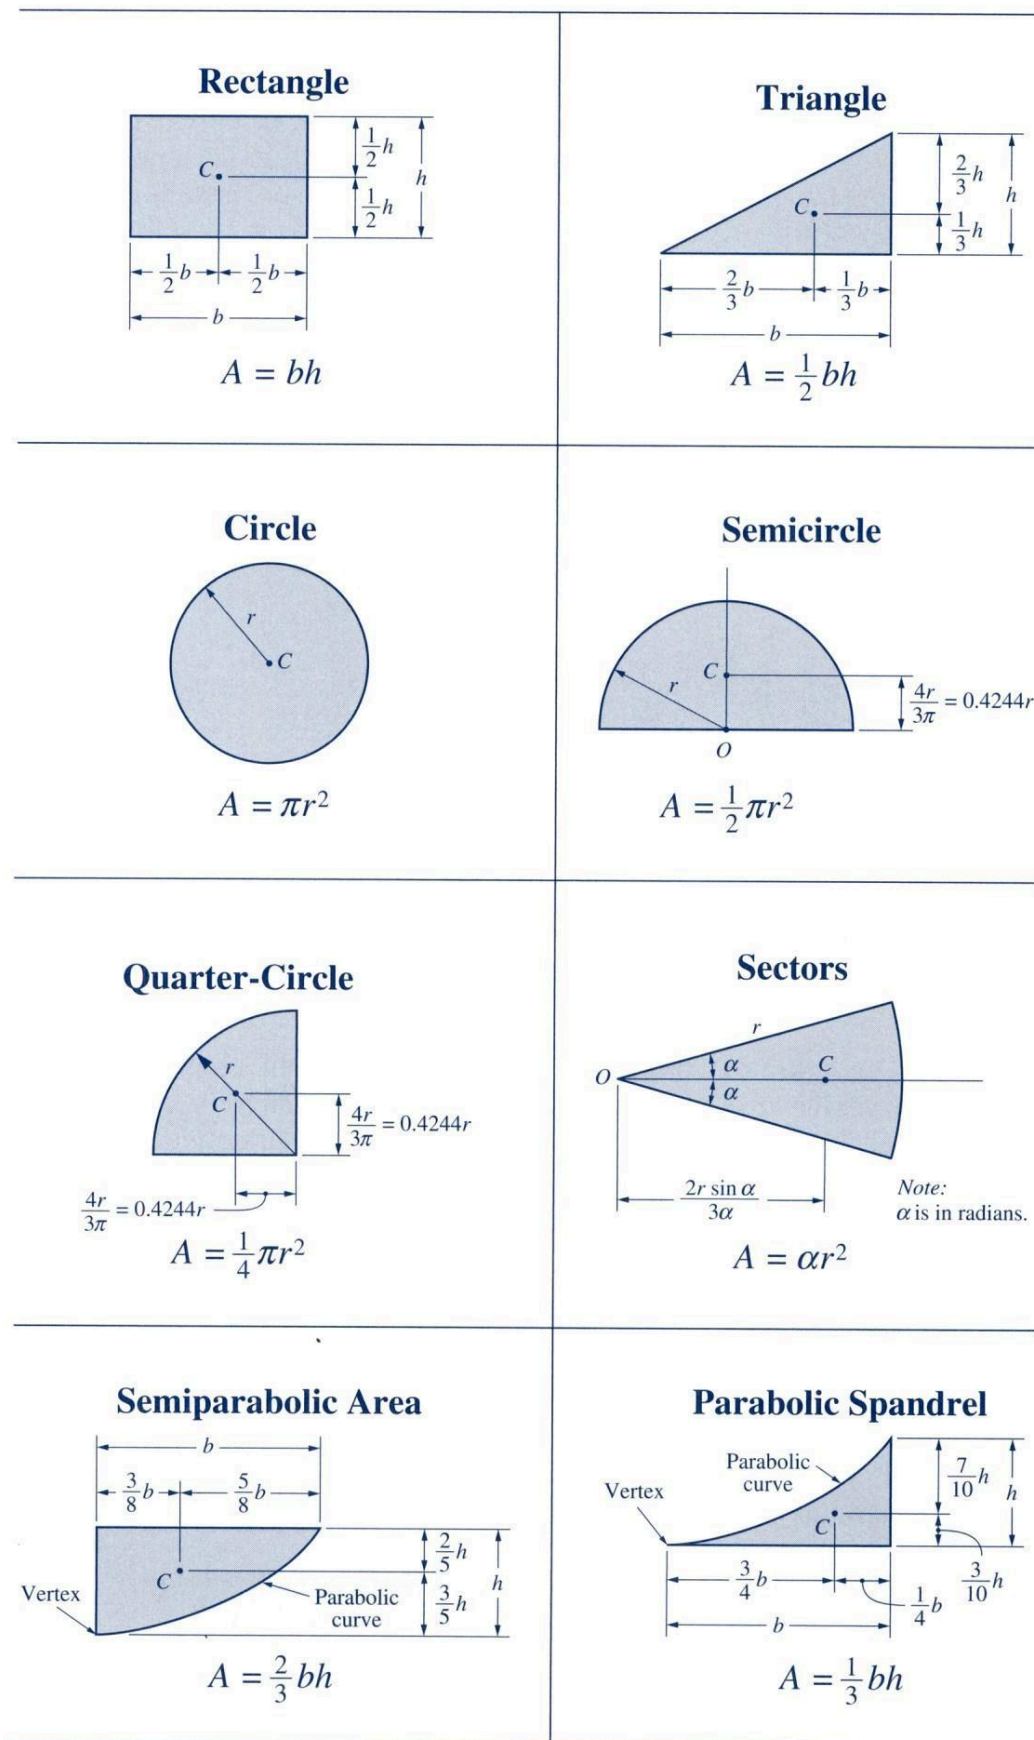 Rectangle
C
1/2 h
1/2 h
h
1/2 b
1/2 b
b
A = bh
Triangle
C
2/3 h
1/3 h
h
2/3 b
1/3 b
b
A = 1/2 bh
Circle
r
C
A = πr²
Semicircle
C
r
O
4r/3π = 0.4244r
A = 1/2 πr²
Quarter-Circle
r
C
4r/3π = 0.4244r
4r/3π = 0.4244r
A = 1/4 πr²
Sectors
r
O
α
α
C
2r sin α/3α
Note:
α is in radians.
A = αr²
Semiparabolic Area
b
3/8 b
5/8 b
C
2/5 h
3/5 h
h
Vertex
Parabolic
curve
A = 2/3 bh
Parabolic Spandrel
Parabolic
curve
Vertex
C
7/10 h
h
3/10 h
3/4 b
1/4 b
b
A = 1/3 bh